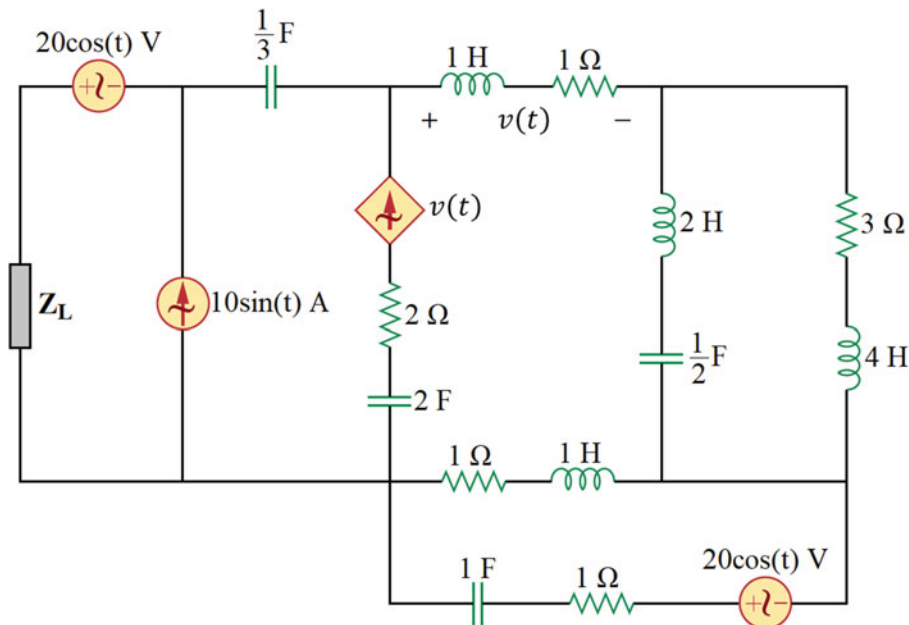 20cos(t) V
1/3 F
1 H
1 Ω
+ -
+ v(t) −
v(t)
2 H
3 Ω
Z_L
10sin(t) A
2 Ω
1/2 F
4 H
2 F
1 Ω
1 H
1 F
1 Ω
20cos(t) V
+ -